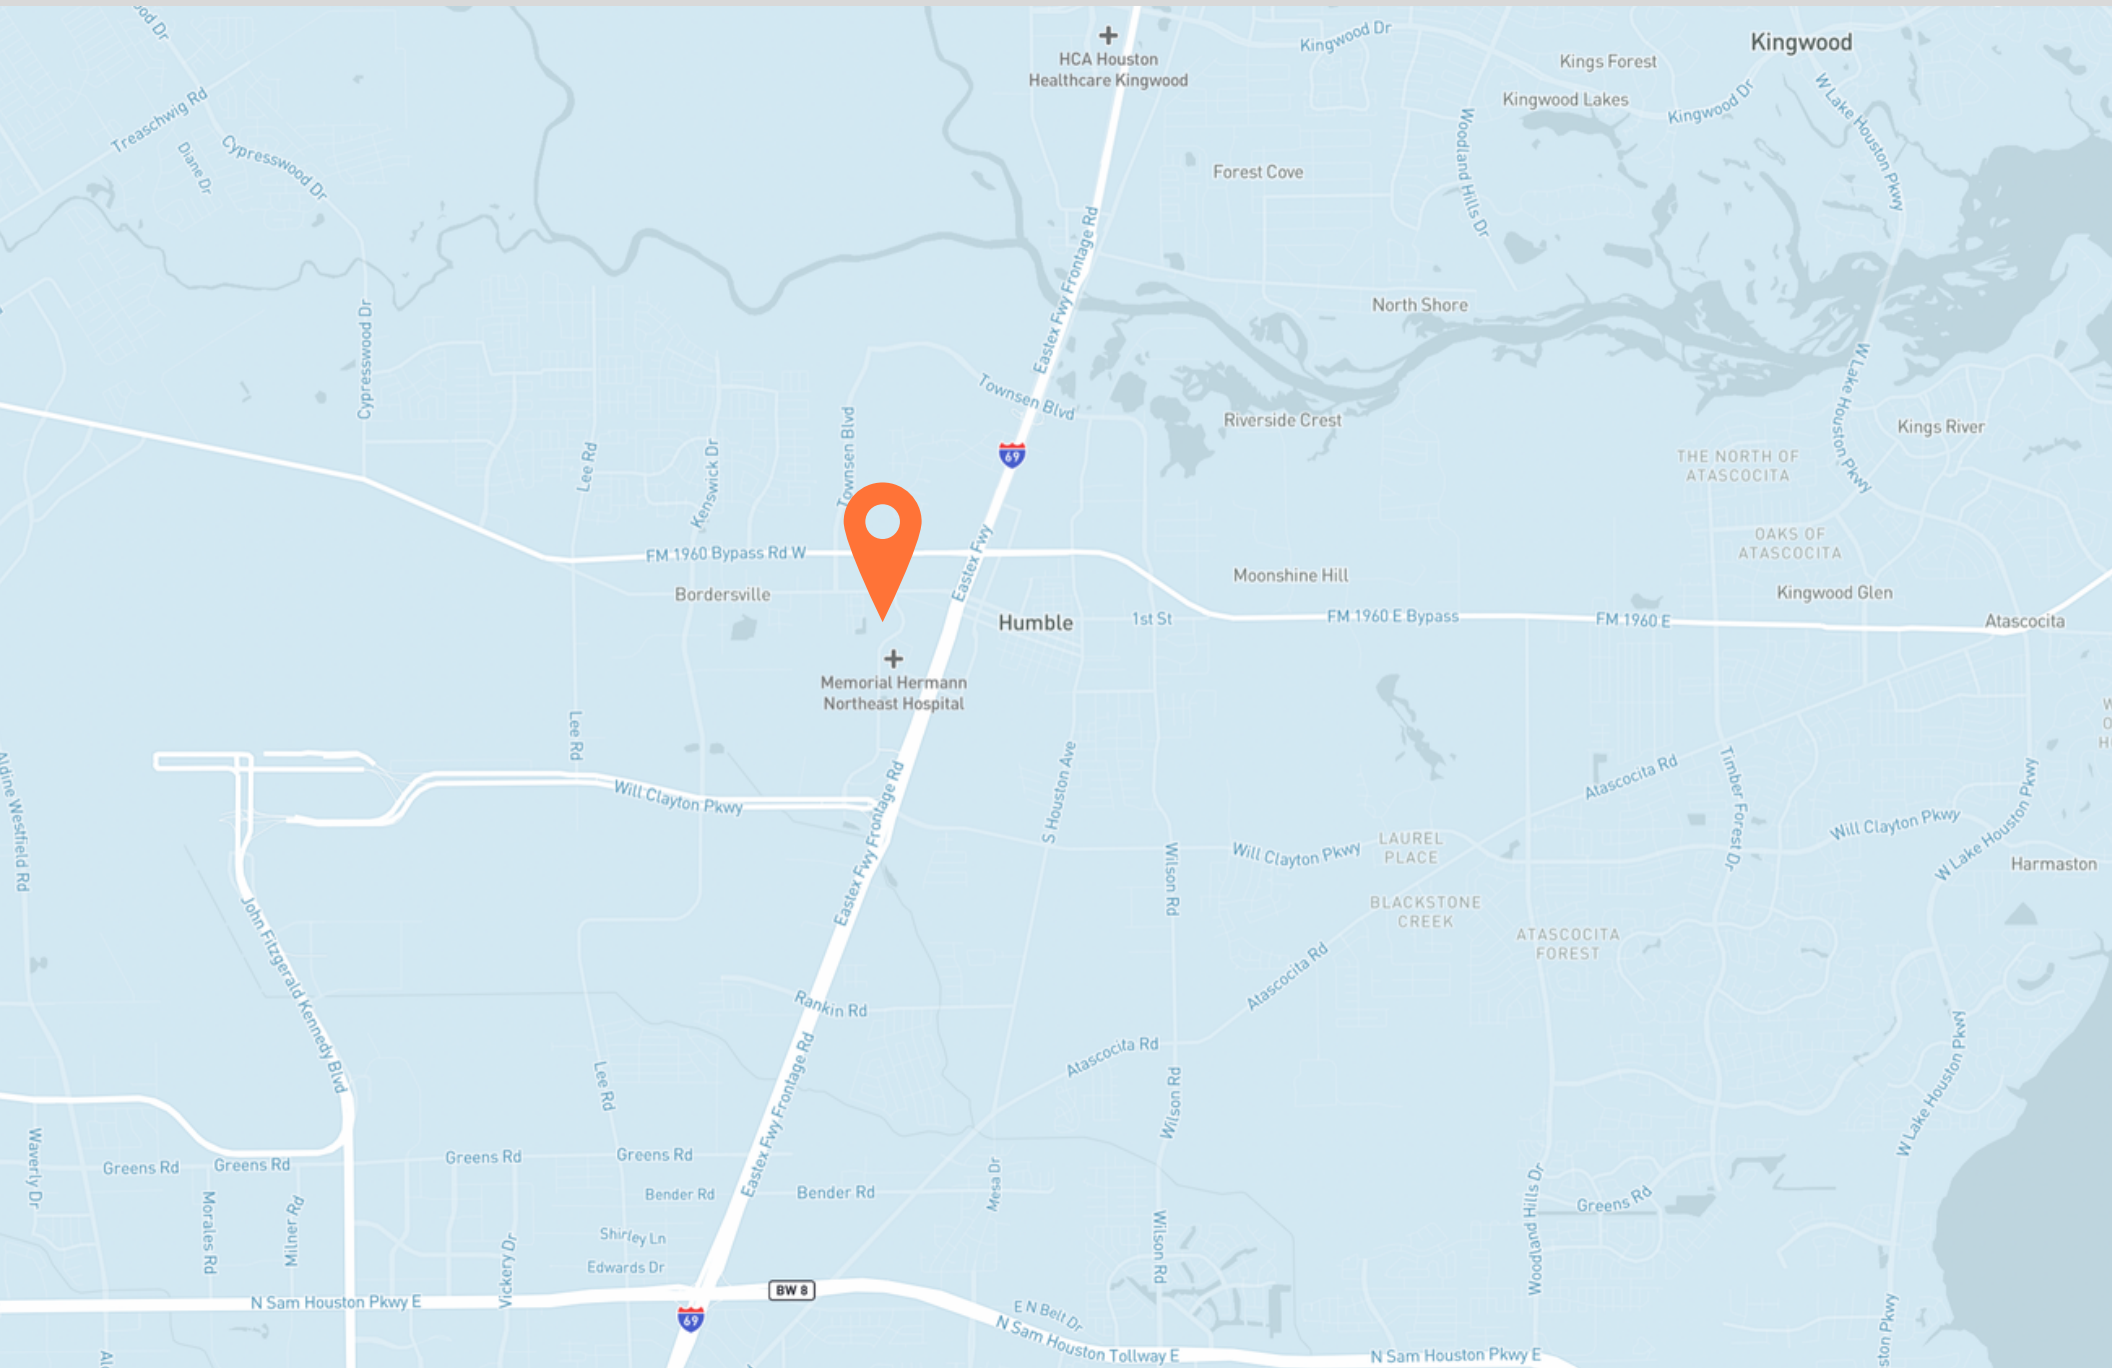 HCA Houston
Healthcare Kingwood
Kingwood Dr
Kingwood
Kings Forest
Kingwood Lakes
Kingwood Dr
W Lake Houston Pkwy
Treaschwig Rd
Diane Dr
Cypresswood Dr
Woodland Hills Dr
Forest Cove
Eastex Fwy Frontage Rd
North Shore
Cypresswood Dr
Townsen Blvd
Riverside Crest
W Lake Houston Pkwy
Kings River
Lee Rd
Kenswick Dr
Townsen Blvd
69
THE NORTH OF
ATASCOCITA
OAKS OF
ATASCOCITA
FM 1960 Bypass Rd W
Eastex Fwy
Bordersville
Moonshine Hill
Kingwood Glen
Humble
1st St
FM 1960 E Bypass
FM 1960 E
Atascocita
Memorial Hermann
Northeast Hospital
Lee Rd
Aldine Westfield Rd
Will Clayton Pkwy
Eastex Fwy Frontage Rd
S Houston Ave
Atascocita Rd
Timber Forest Dr
Will Clayton Pkwy
W Lake Houston Pkwy
Harmaston
Will Clayton Pkwy
LAUREL
PLACE
Wilson Rd
BLACKSTONE
CREEK
ATASCOCITA
FOREST
John Fitzgerald Kennedy Blvd
Rankin Rd
Atascocita Rd
Atascocita Rd
Eastex Fwy Frontage Rd
Lee Rd
Wilson Rd
W Lake Houston Pkwy
Waverly Dr
Greens Rd
Greens Rd
Greens Rd
Greens Rd
Bender Rd
Bender Rd
Mesa Dr
Morales Rd
Milner Rd
Vickery Dr
Shirley Ln
Edwards Dr
Wilson Rd
Woodland Hills Dr
Greens Rd
N Sam Houston Pkwy E
BW 8
69
E N Belt Dr
N Sam Houston Tollway E
N Sam Houston Pkwy E
ston Pkwy